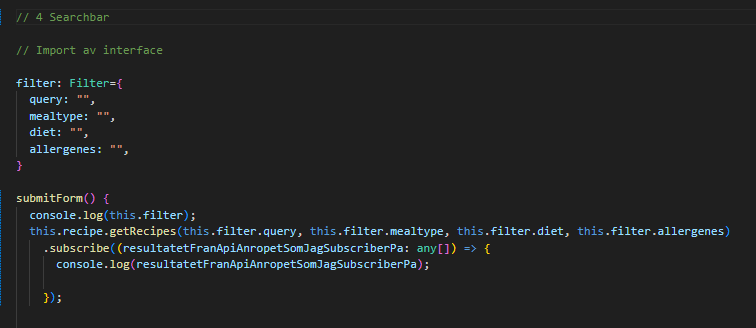 // 4 Searchbar
// Import av interface
filter: Filter={
query: "",
mealtype: "",
diet: "",
allergenes: "",
}
submitForm() {
console.log(this.filter);
this.recipe.getRecipes(this.filter.query, this.filter.mealtype, this.filter.diet, this.filter.allergenes)
.subscribe((resultatetFranApiAnropetSomJagSubscriberPa: any[]) => {
console.log(resultatetFranApiAnropetSomJagSubscriberPa);
});